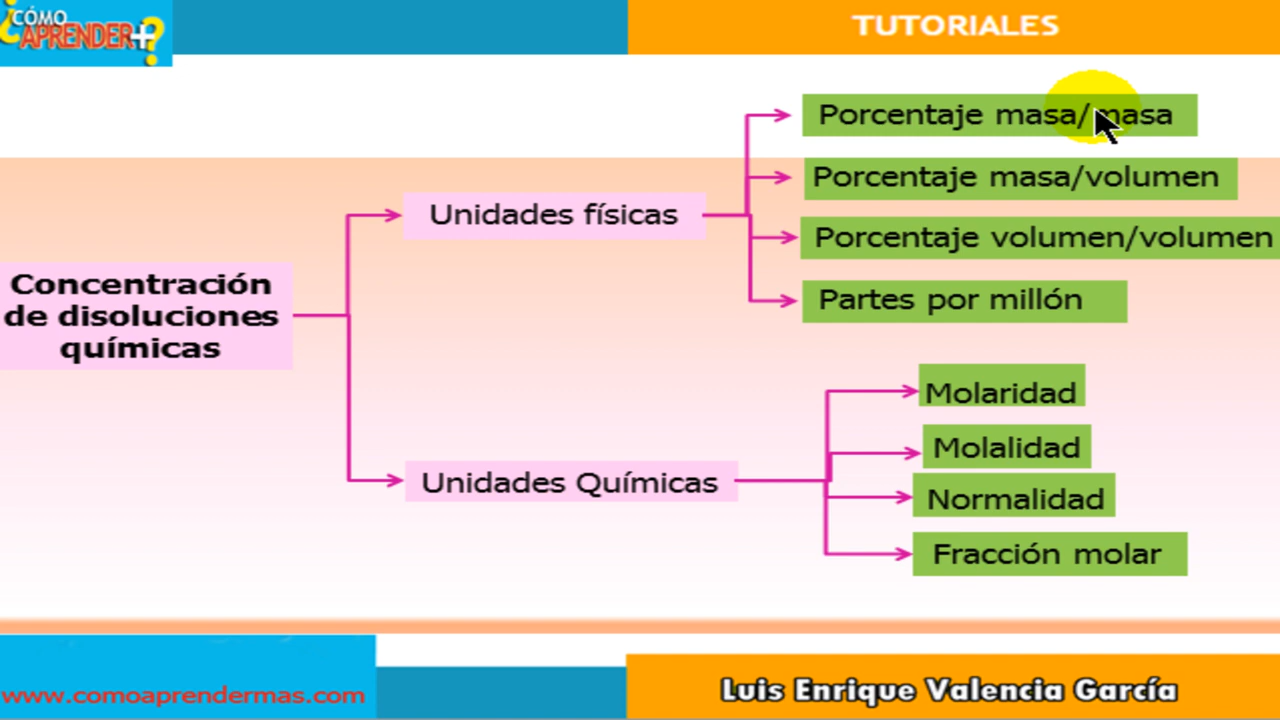 ¿CÓMO
APRENDER+?
TUTORIALES
Porcentaje masa/masa
Porcentaje masa/volumen
Unidades físicas
Porcentaje volumen/volumen
Partes por millón
Concentración
de disoluciones
químicas
Molaridad
Molalidad
Unidades Químicas
Normalidad
Fracción molar
www.comoaprendermas.com
Luis Enrique Valencia García